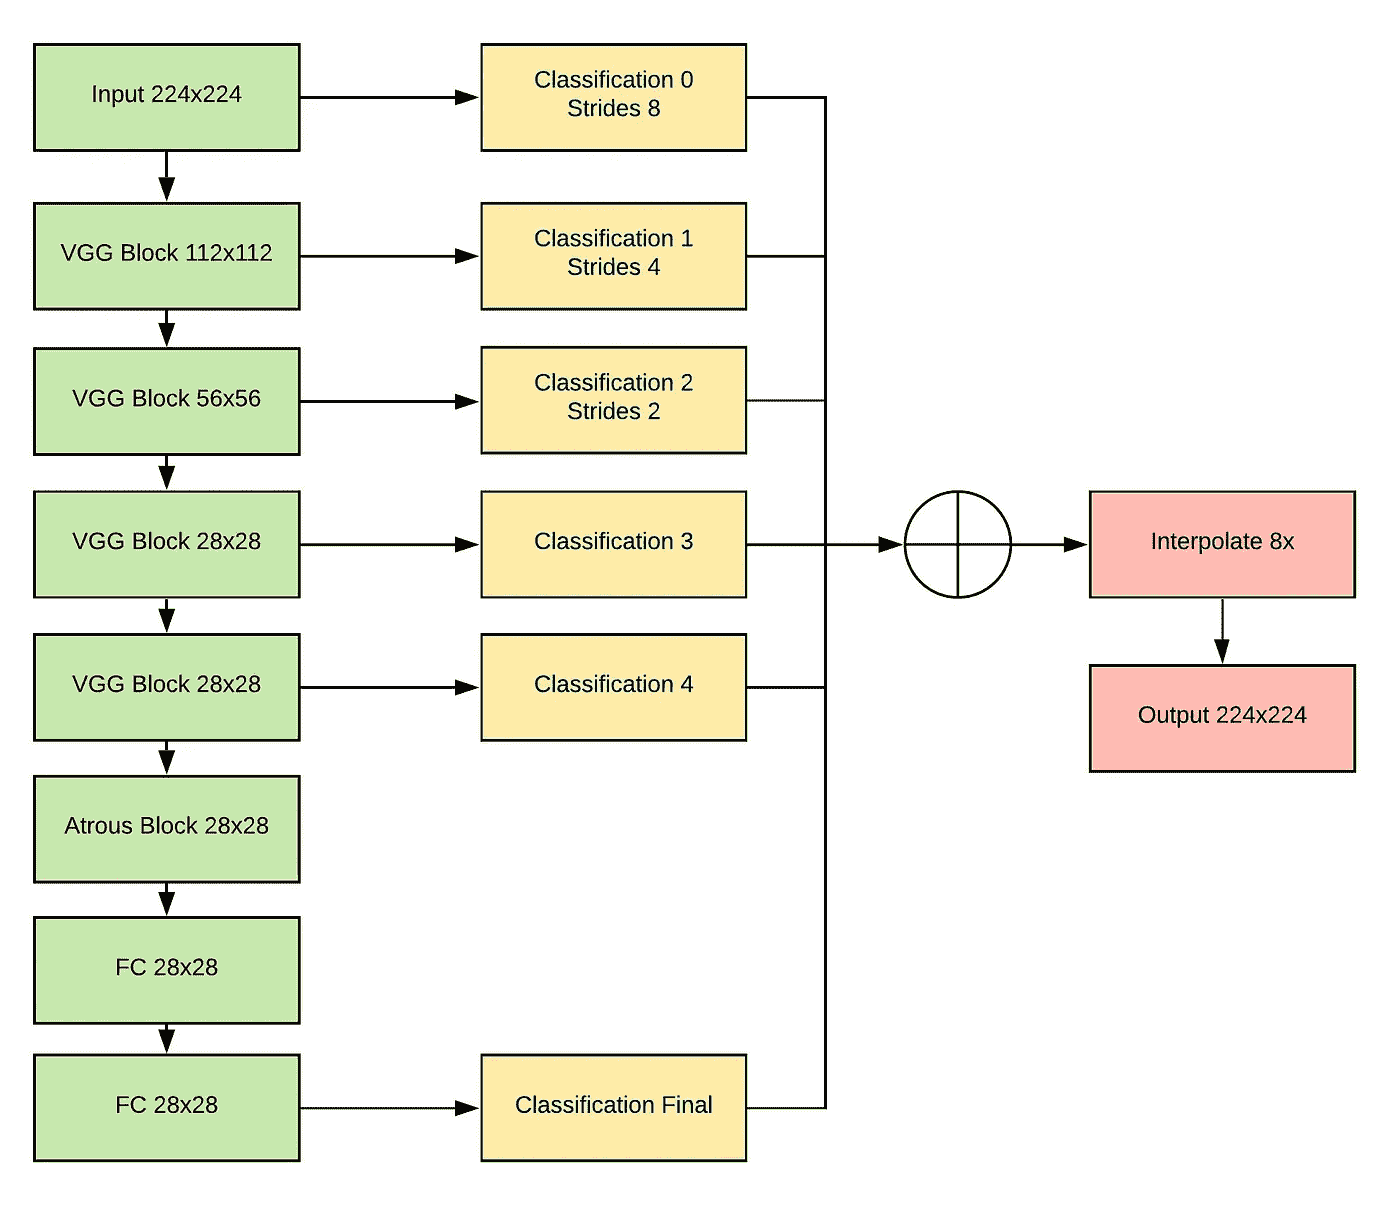 Input 224x224
Classification 0
Strides 8
VGG Block 112x112
Classification 1
Strides 4
VGG Block 56x56
Classification 2
Strides 2
VGG Block 28x28
Classification 3
Interpolate 8x
VGG Block 28x28
Classification 4
Output 224x224
Atrous Block 28x28
FC 28x28
FC 28x28
Classification Final